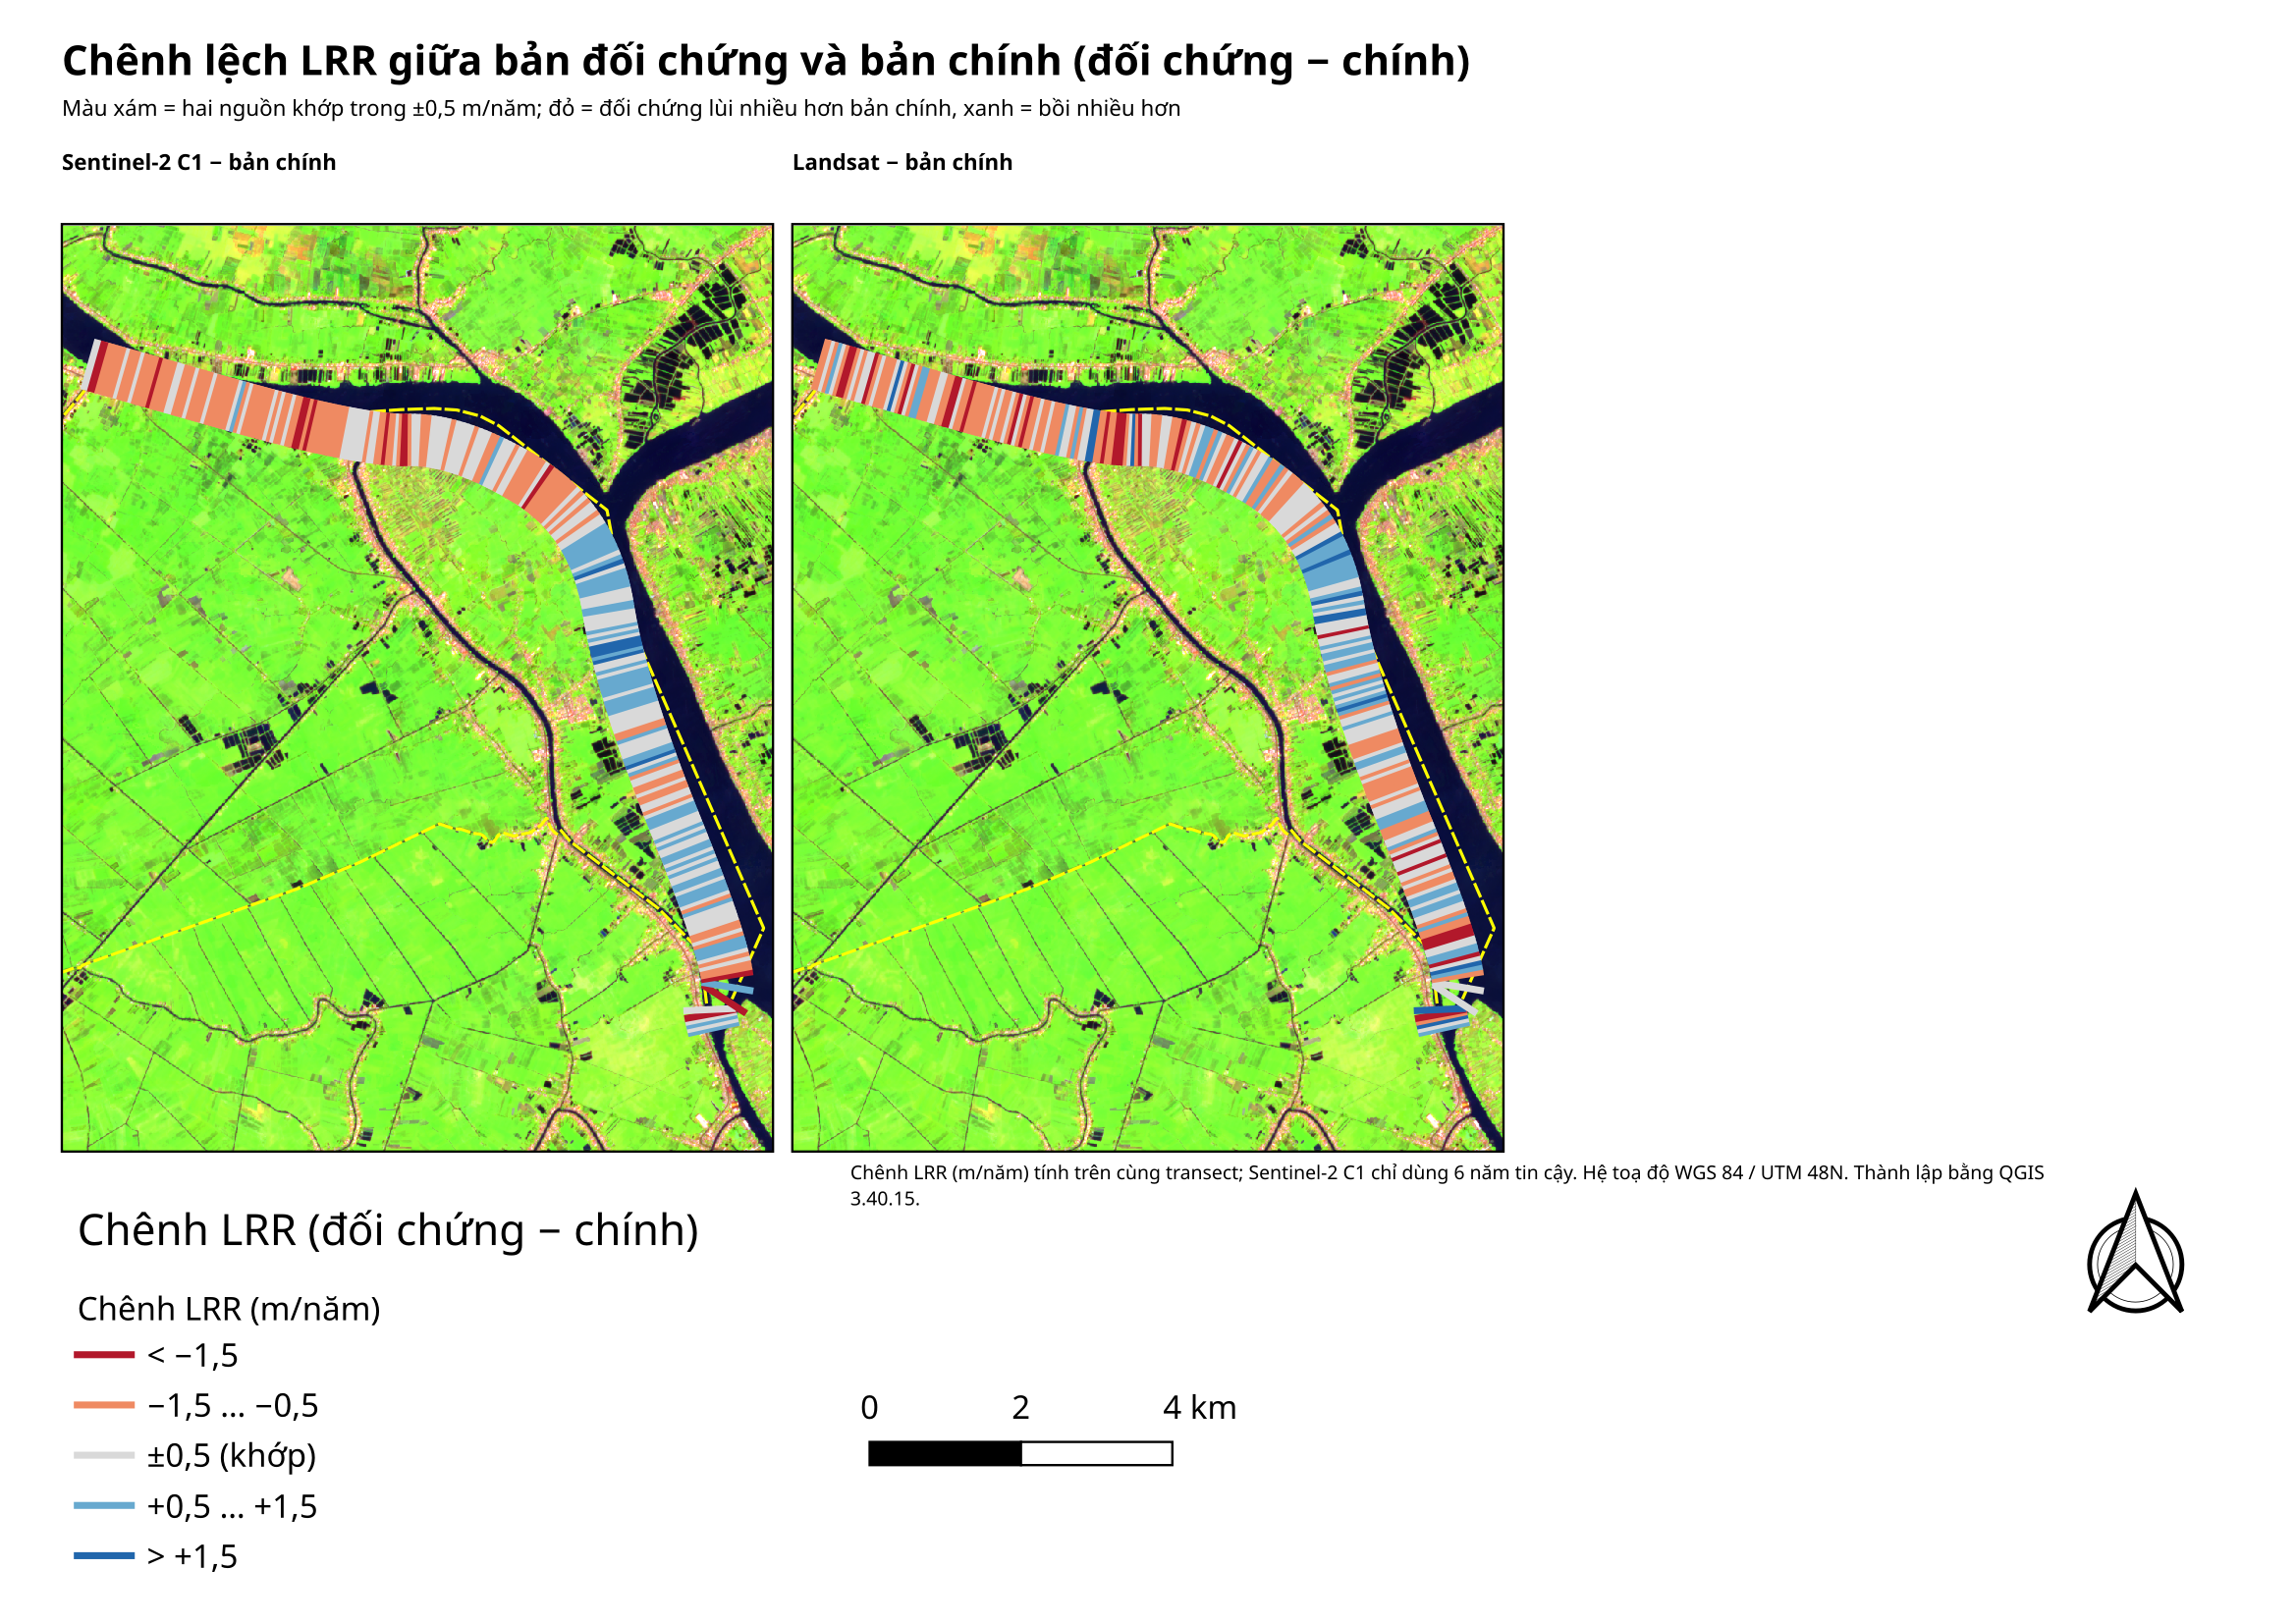 Chênh lệch LRR giữa bản đối chứng và bản chính (đối chứng − chính)
Màu xám = hai nguồn khớp trong ±0,5 m/năm; đỏ = đối chứng lùi nhiều hơn bản chính, xanh = bồi nhiều hơn
Sentinel-2 C1 − bản chính
Landsat − bản chính
Chênh LRR (m/năm) tính trên cùng transect; Sentinel-2 C1 chỉ dùng 6 năm tin cậy. Hệ toạ độ WGS 84 / UTM 48N. Thành lập bằng QGIS
3.40.15.
Chênh LRR (đối chứng − chính)
Chênh LRR (m/năm)
< −1,5
−1,5 ... −0,5
±0,5 (khớp)
+0,5 ... +1,5
> +1,5
0 2 4 km